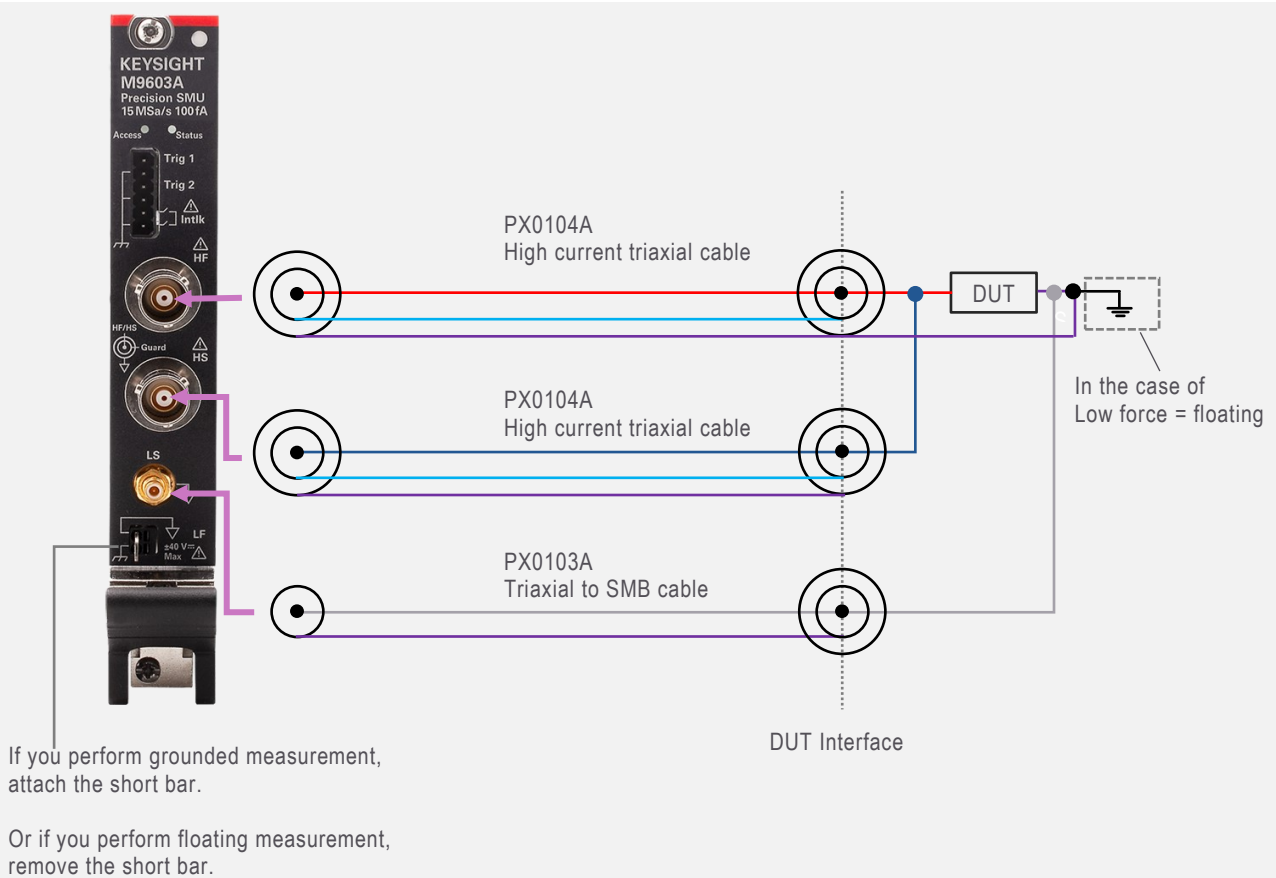 KEYSIGHT
M9603A
Precision SMU
15 MSa/s 100 fA
Access
Status
Trig 1
Trig 2
Intlk
HF
HF/HS
Guard
HS
LS
LF
±40 V
Max
PX0104A
High current triaxial cable
DUT
In the case of
Low force = floating
PX0104A
High current triaxial cable
PX0103A
Triaxial to SMB cable
DUT Interface
If you perform grounded measurement,
attach the short bar.
Or if you perform floating measurement,
remove the short bar.